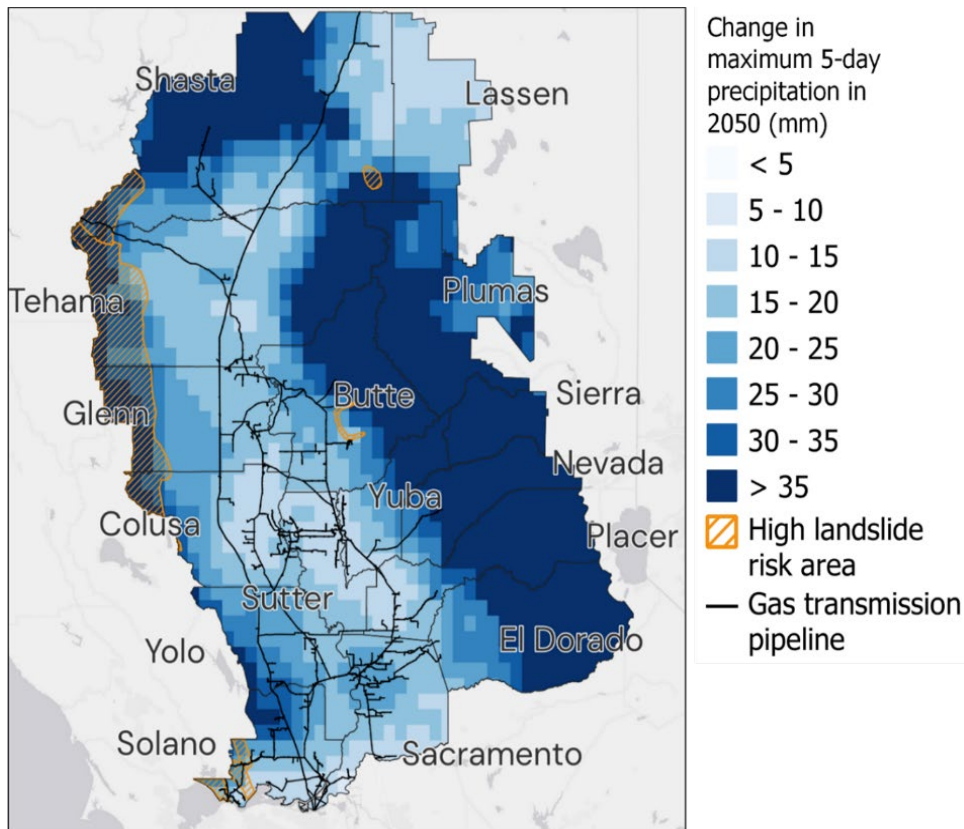 Shasta
Lassen
Tehama
Plumas
Glenn
Butte
Sierra
Nevada
Colusa
Yuba
Placer
Sutter
Yolo
El Dorado
Solano
Sacramento
Change in
maximum 5-day
precipitation in
2050 (mm)
< 5
5 - 10
10 - 15
15 - 20
20 - 25
25 - 30
30 - 35
> 35
High landslide
risk area
Gas transmission
pipeline